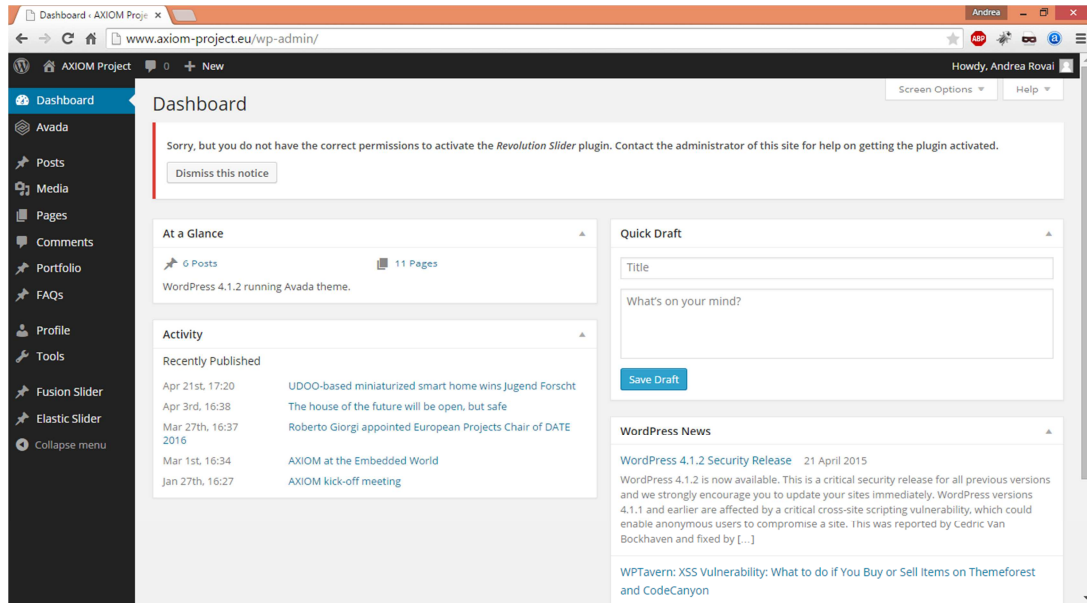 Dashboard ‹ AXIOM Proje
Andrea
www.axiom-project.eu/wp-admin/
ABP
a
AXIOM Project 0 + New
Howdy, Andrea Rovai
Screen Options Help
Dashboard
Avada
Posts
Media
Pages
Comments
Portfolio
FAQs
Profile
Tools
Fusion Slider
Elastic Slider
Collapse menu
Dashboard
Sorry, but you do not have the correct permissions to activate the Revolution Slider plugin. Contact the administrator of this site for help on getting the plugin activated.
Dismiss this notice
At a Glance
6 Posts 11 Pages
WordPress 4.1.2 running Avada theme.
Activity
Recently Published
Apr 21st, 17:20 UDOO-based miniaturized smart home wins Jugend Forscht
Apr 3rd, 16:38 The house of the future will be open, but safe
Mar 27th, 16:37 Roberto Giorgi appointed European Projects Chair of DATE
2016
Mar 1st, 16:34 AXIOM at the Embedded World
Jan 27th, 16:27 AXIOM kick-off meeting
Quick Draft
Title
What's on your mind?
Save Draft
WordPress News
WordPress 4.1.2 Security Release 21 April 2015
WordPress 4.1.2 is now available. This is a critical security release for all previous versions
and we strongly encourage you to update your sites immediately. WordPress versions
4.1.1 and earlier are affected by a critical cross-site scripting vulnerability, which could
enable anonymous users to compromise a site. This was reported by Cedric Van
Bockhaven and fixed by […]
WPTavern: XSS Vulnerability: What to do if You Buy or Sell Items on Themeforest
and CodeCanyon